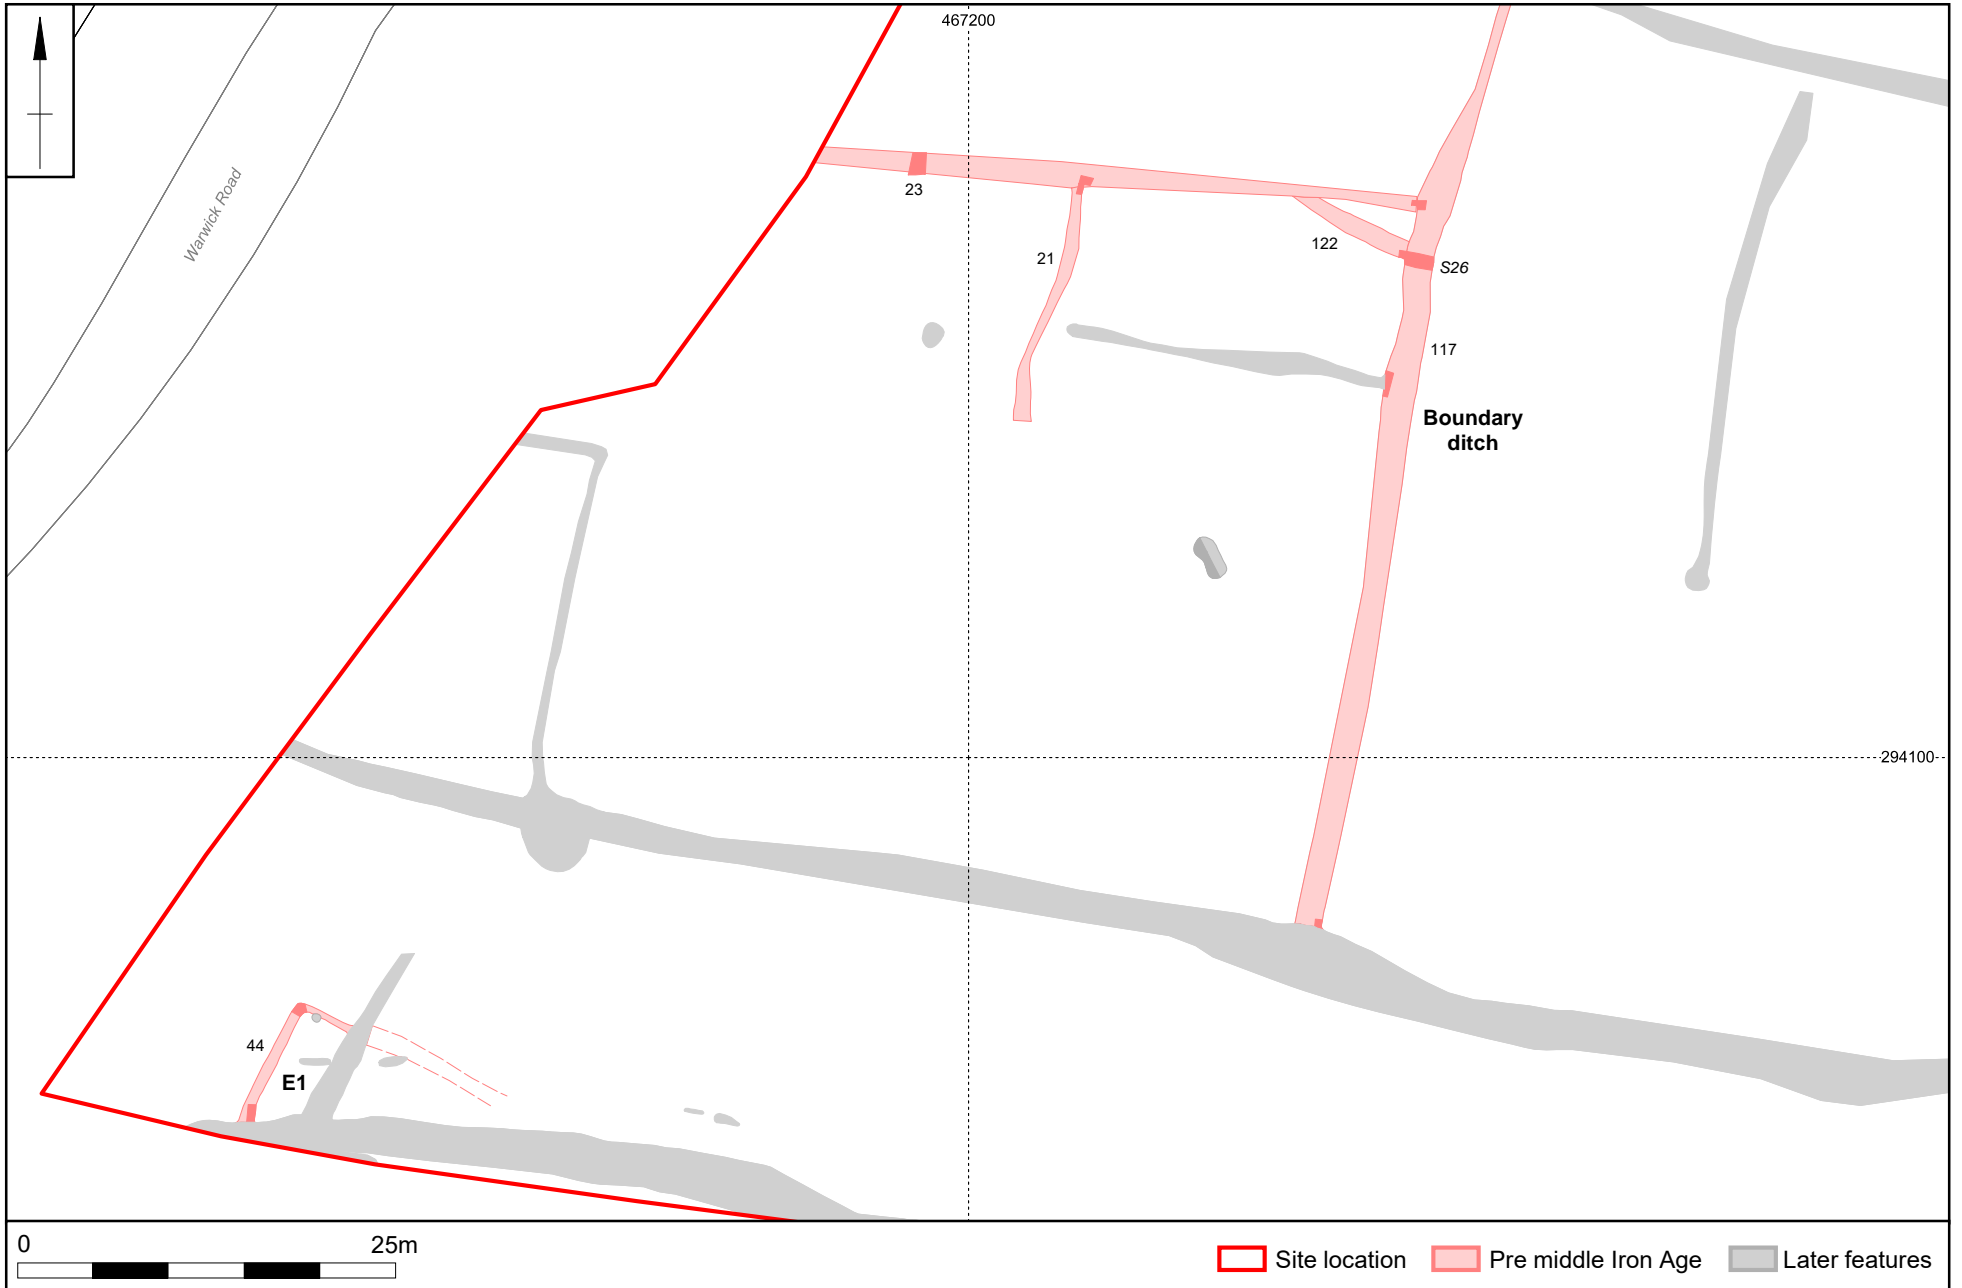 467200
Warwick Road
23
21
122
S26
117
Boundary
ditch
294100
44
E1
0 25m
Site location
Pre middle Iron Age
Later features